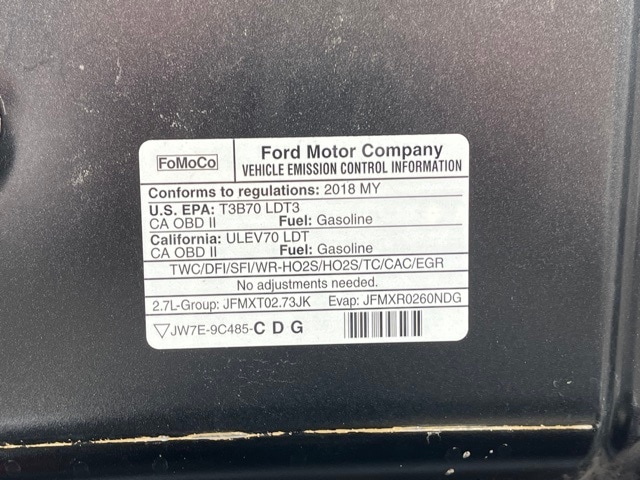 FoMoCo
Ford Motor Company
VEHICLE EMISSION CONTROL INFORMATION
Conforms to regulations: 2018 MY
U.S. EPA: T3B70 LDT3
CA OBD II Fuel: Gasoline
California: ULEV70 LDT
CA OBD II Fuel: Gasoline
TWC/DFI/SFI/WR-HO2S/HO2S/TC/CAC/EGR
No adjustments needed.
2.7L-Group: JFMXT02.73JK Evap: JFMXR0260NDG
JW7E-9C485-C D G